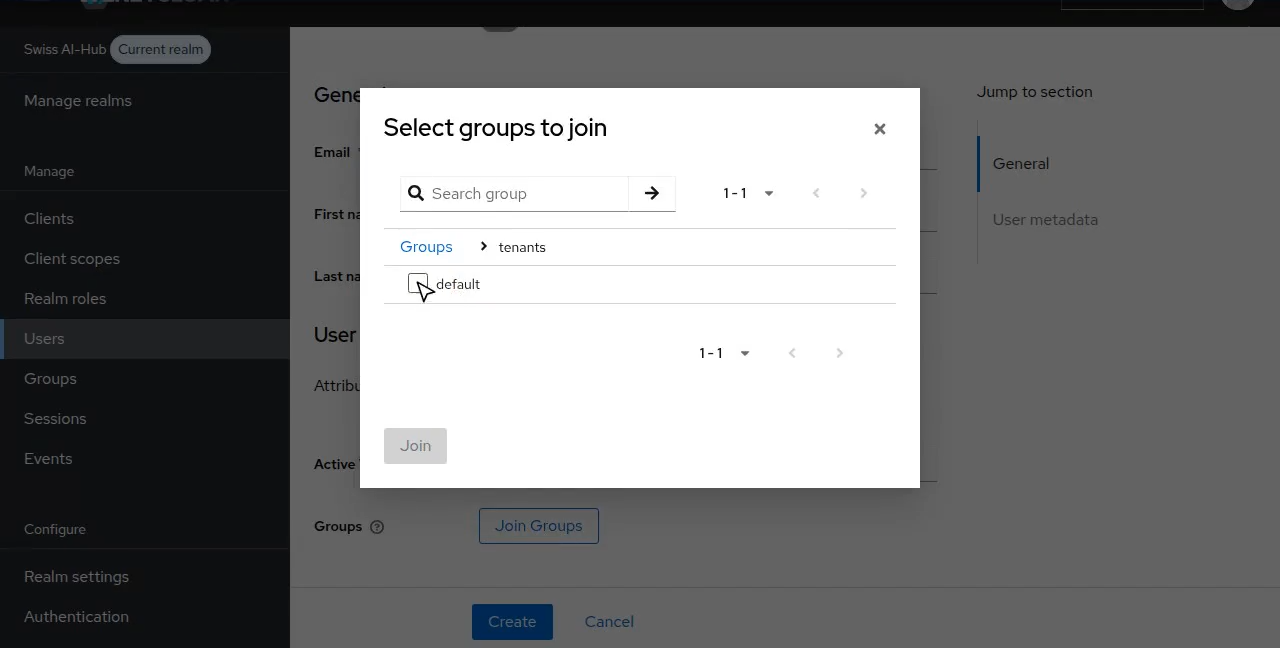 Swiss AI-Hub Current realm
Manage realms
Manage
Clients
Client scopes
Realm roles
Users
Groups
Sessions
Events
Configure
Realm settings
Authentication
Email
Active
Groups
Join Groups
Create
Cancel
Select groups to join
Search group
1 - 1
Groups
tenants
default
1 - 1
Join
Jump to section
General
User metadata